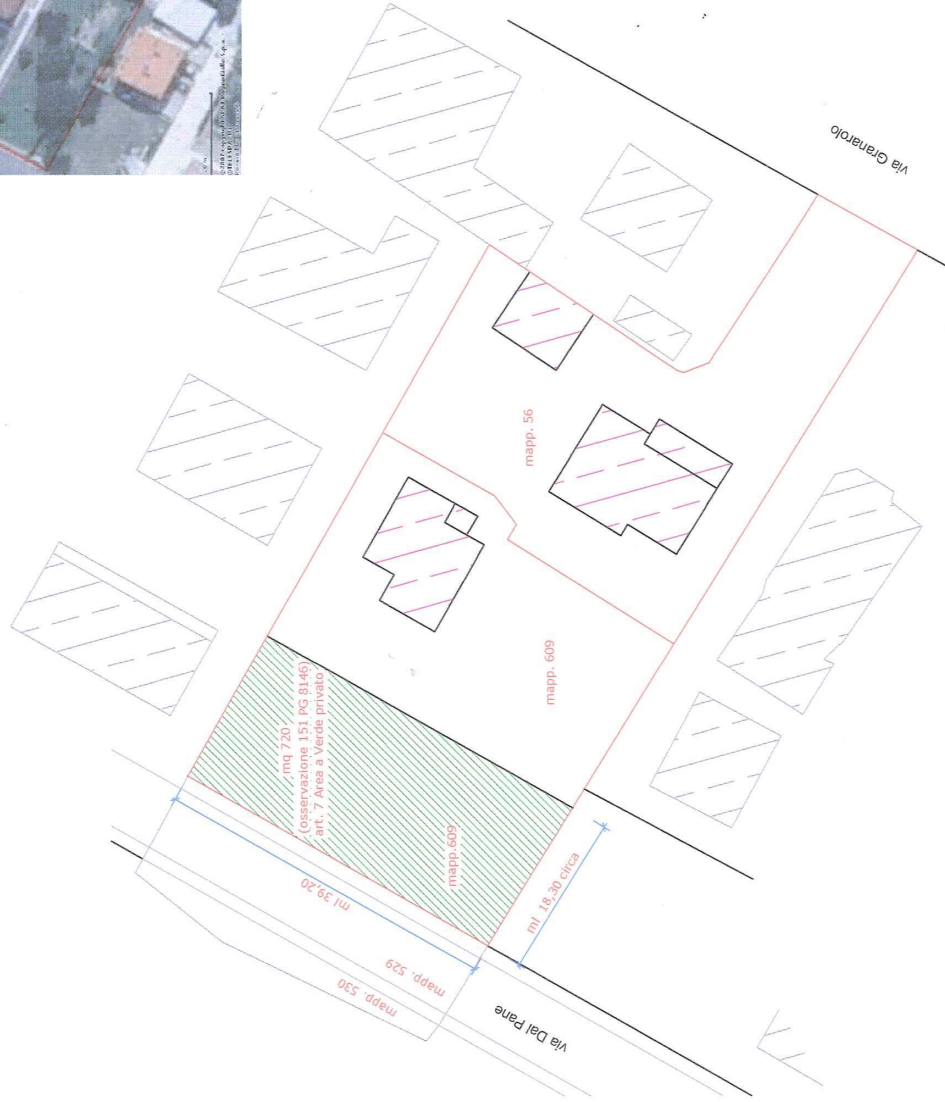 via Granarolo
mapp. 56
mapp. 609
mq 720
(osservazione 151 PG 8146)
art. 7 Area a Verde privato
mapp.609
ml 39,20
ml 18,30 circa
mapp. 529
mapp. 530
via Dal Pane